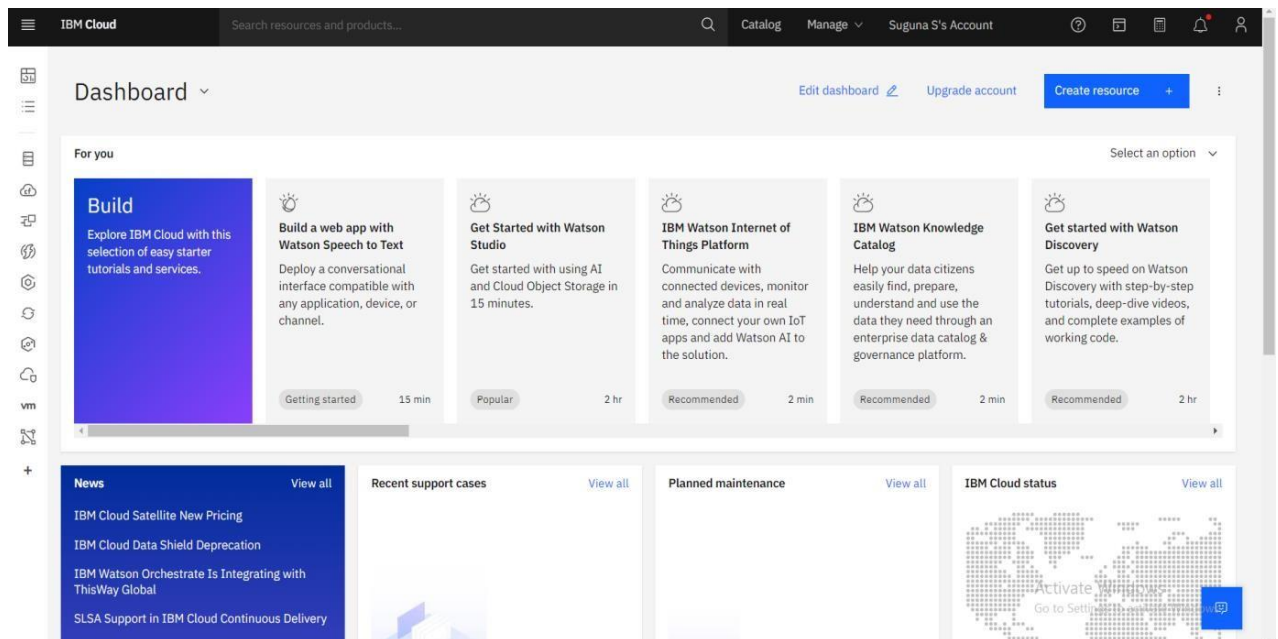 IBM Cloud
Search resources and products...
Catalog
Manage
Suguna S's Account
Dashboard
Edit dashboard
Upgrade account
Create resource +
For you
Select an option
Build
Explore IBM Cloud with this
selection of easy starter
tutorials and services.
Build a web app with
Watson Speech to Text
Deploy a conversational
interface compatible with
any application, device, or
channel.
Getting started
15 min
Get Started with Watson
Studio
Get started with using AI
and Cloud Object Storage in
15 minutes.
Popular
2 hr
IBM Watson Internet of
Things Platform
Communicate with
connected devices, monitor
and analyze data in real
time, connect your own IoT
apps and add Watson AI to
the solution.
Recommended
2 min
IBM Watson Knowledge
Catalog
Help your data citizens
easily find, prepare,
understand and use the
data they need through an
enterprise data catalog &
governance platform.
Recommended
2 min
Get started with Watson
Discovery
Get up to speed on Watson
Discovery with step-by-step
tutorials, deep-dive videos,
and complete examples of
working code.
Recommended
2 hr
vm
News
View all
IBM Cloud Satellite New Pricing
IBM Cloud Data Shield Deprecation
IBM Watson Orchestrate Is Integrating with
ThisWay Global
SLSA Support in IBM Cloud Continuous Delivery
Recent support cases
View all
Planned maintenance
View all
IBM Cloud status
View all
Activate Windows
Go to